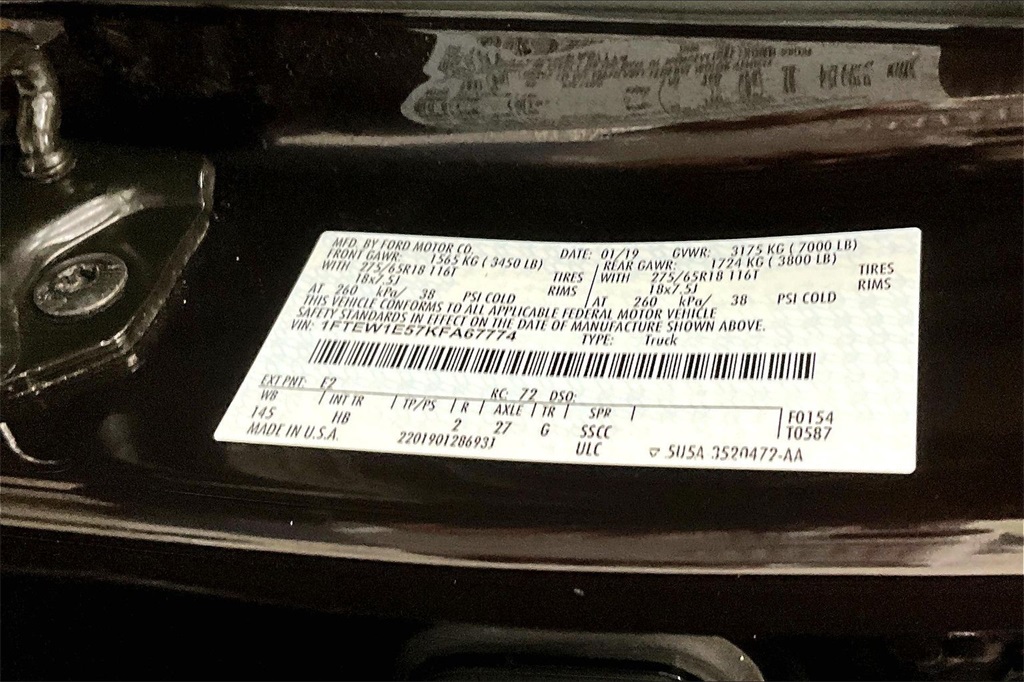 MFD. BY FORD MOTOR CO. DATE: 01/19 GVWR: 3175 KG ( 7000 LB)
FRONT GAWR: 1565 KG ( 3450 LB) REAR GAWR: 1724 KG ( 3800 LB)
WITH 275/65R18 116T TIRES WITH 275/65R18 116T TIRES
18x7.5J RIMS 18x7.5J RIMS
AT 260 kPa/ 38 PSI COLD AT 260 kPa/ 38 PSI COLD
THIS VEHICLE CONFORMS TO ALL APPLICABLE FEDERAL MOTOR VEHICLE
SAFETY STANDARDS IN EFFECT ON THE DATE OF MANUFACTURE SHOWN ABOVE.
VIN: 1FTEW1E57KFA67774 TYPE: Truck
EXT PNT: E2 RC: 72 DSO:
WB INT TR TP/PS R AXLE TR SPR F0154
145 HB 2 27 G SSCC T0587
MADE IN U.S.A. 2201901286931 ULC 5U5A 3520472-AA